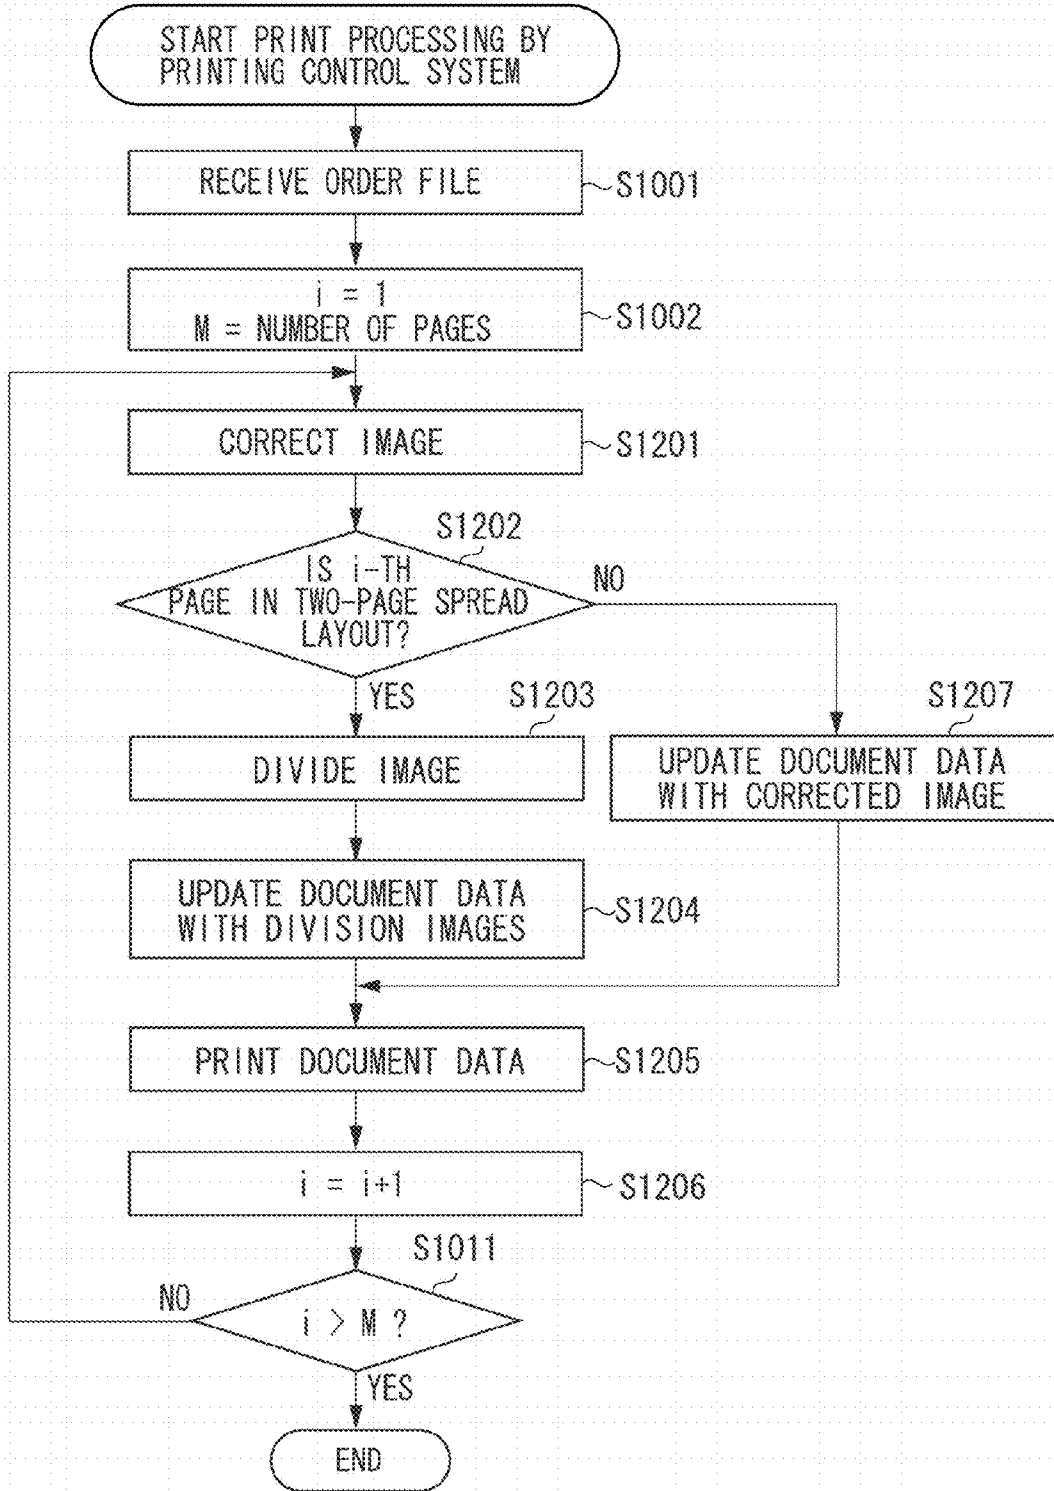 START PRINT PROCESSING BY
PRINTING CONTROL SYSTEM
RECEIVE ORDER FILE
S1001
i = 1
M = NUMBER OF PAGES
S1002
CORRECT IMAGE
S1201
S1202
IS i-TH
PAGE IN TWO-PAGE SPREAD
LAYOUT?
NO
YES
S1203
DIVIDE IMAGE
S1207
UPDATE DOCUMENT DATA
WITH CORRECTED IMAGE
UPDATE DOCUMENT DATA
WITH DIVISION IMAGES
S1204
PRINT DOCUMENT DATA
S1205
i = i+1
S1206
S1011
NO
i > M ?
YES
END